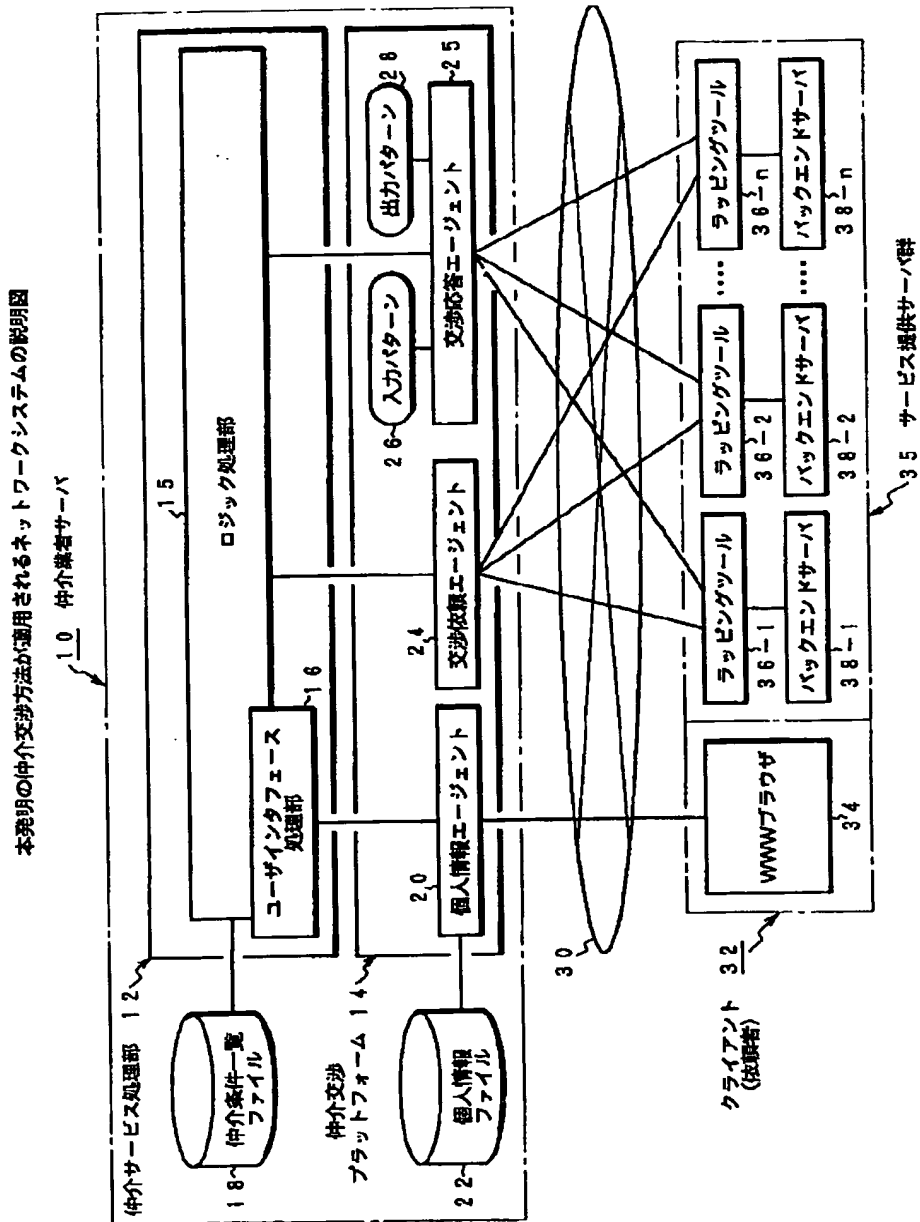 本発明の仲介交渉方法が適用されるネットワークシステムの説明図
10 仲介業者サーバ
仲介サービス処理部 12
15
ロジック処理部
16
ユーザインタフェース
処理部
18
仲介条件一覧
ファイル
仲介交渉
プラットフォーム 14
20
個人情報エージェント
22
個人情報
ファイル
24
交渉依頼エージェント
26
入力パターン
28
出力パターン
25
交渉応答エージェント
30
クライアント 32
(依頼者)
WWWブラウザ
34
ラッピングツール
36-1
バックエンドサーバ
38-1
ラッピングツール
36-2
バックエンドサーバ
38-2
....
....
ラッピングツール
36-n
バックエンドサーバ
38-n
35 サービス提供サーバ群